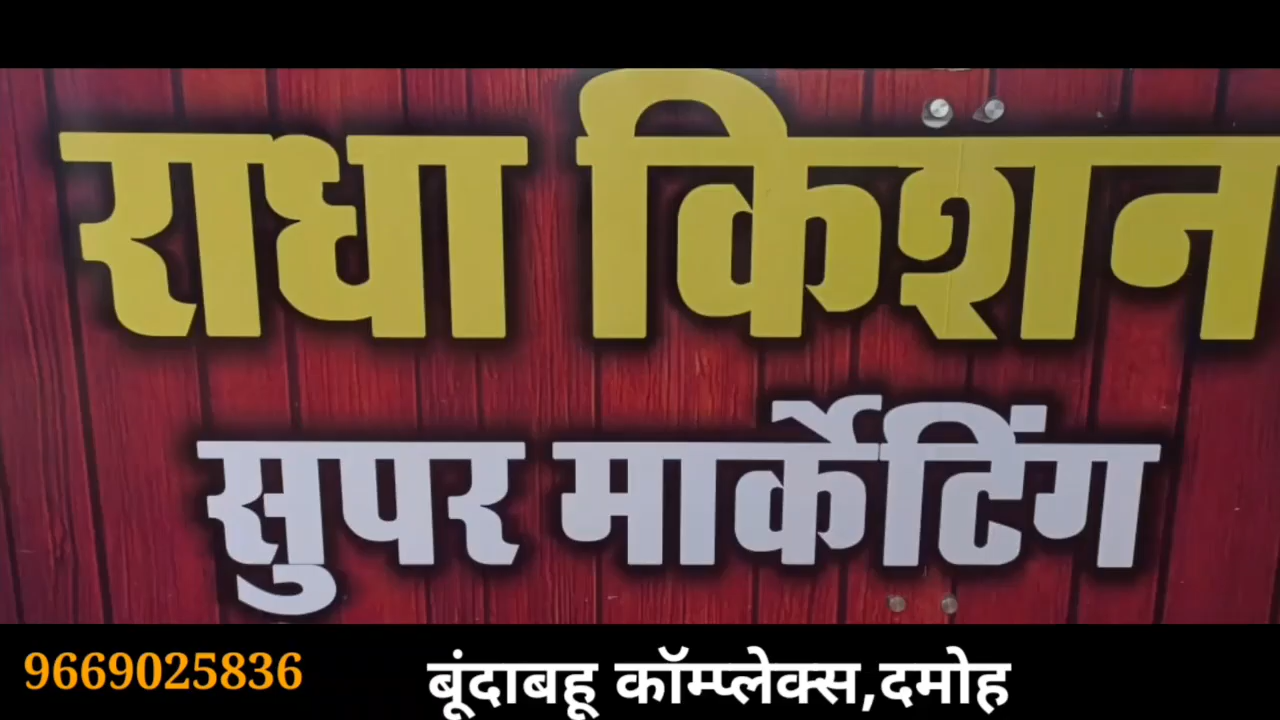 राधा किशन
सुपर मार्केटिंग
9669025836 बूंदाबहू कॉम्प्लेक्स,दमोह